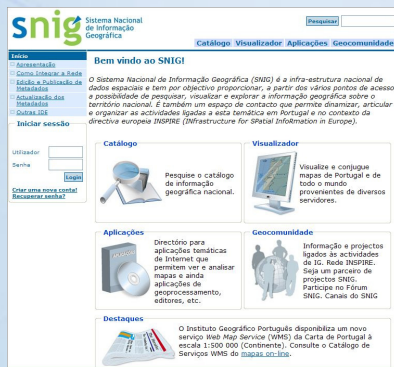 snig
Sistema Nacional
de Informação
Geográfica
Pesquisar
Catálogo Visualizador Aplicações Geocomunidade
Início
Apresentação
Como Integrar a Rede
Edição e Publicação de
Metadados
Actualização dos
Metadados
Outras IDE
Iniciar sessão
Utilizador
Senha
Login
Criar uma nova conta!
Recuperar senha?
Bem vindo ao SNIG!
O Sistema Nacional de Informação Geográfica (SNIG) é a infra-estrutura nacional de
dados espaciais e tem por objectivo proporcionar, a partir dos vários pontos de acesso
a possibilidade de pesquisar, visualizar e explorar a informação geográfica sobre o
território nacional. É também um espaço de contacto que permite dinamizar, articular
e organizar as actividades ligadas a esta temática em Portugal e no contexto da
directiva europeia INSPIRE (INfrastructure for SPatial InfoRmation in Europe).
Catálogo
Pesquise o catálogo
de informação
geográfica nacional.
Visualizador
Visualize e conjugue
mapas de Portugal e de
todo o mundo
provenientes de diversos
servidores.
Aplicações
Directório para
aplicações temáticas
de Internet que
permitem ver e analisar
mapas e ainda
aplicações de
geoprocessamento,
editores, etc.
Geocomunidade
Informação e projectos
ligados às actividades
de IG. Rede INSPIRE.
Seja um parceiro de
projectos SNIG.
Participe no Fórum
SNIG. Canais do SNIG
Destaques
O Instituto Geográfico Português disponibiliza um novo
serviço Web Map Service (WMS) da Carta de Portugal à
escala 1:500 000 (Continente). Consulte o Catálogo de
Serviços WMS do mapas on-line.